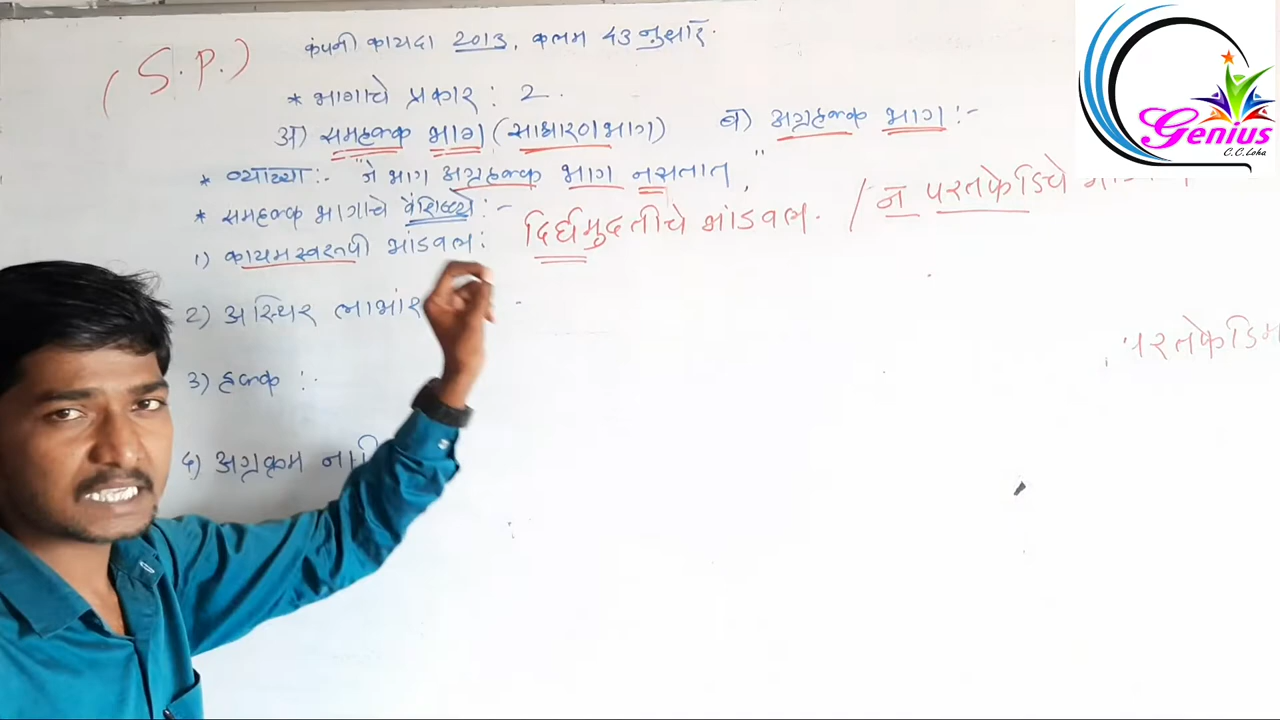 (S.P.)
कंपनी कायदा 2013, कलम 43 नुसार.
* भागाचे प्रकार : 2.
अ) समहक्क भाग (साधारण भाग)
ब) अग्रहक्क भाग :-
* व्याख्या :- "जे भाग अग्रहक्क भाग नसतात,"
* समहक्क भागाचे वैशिष्ट्ये :-
1) कायमस्वरूपी भांडवल :
दिर्घमुदतीचे भांडवल. / न परतफेडिचे
2) अस्थिर
3) हक्क :-
4) अग्रक्रम
Genius
C.C. Loha